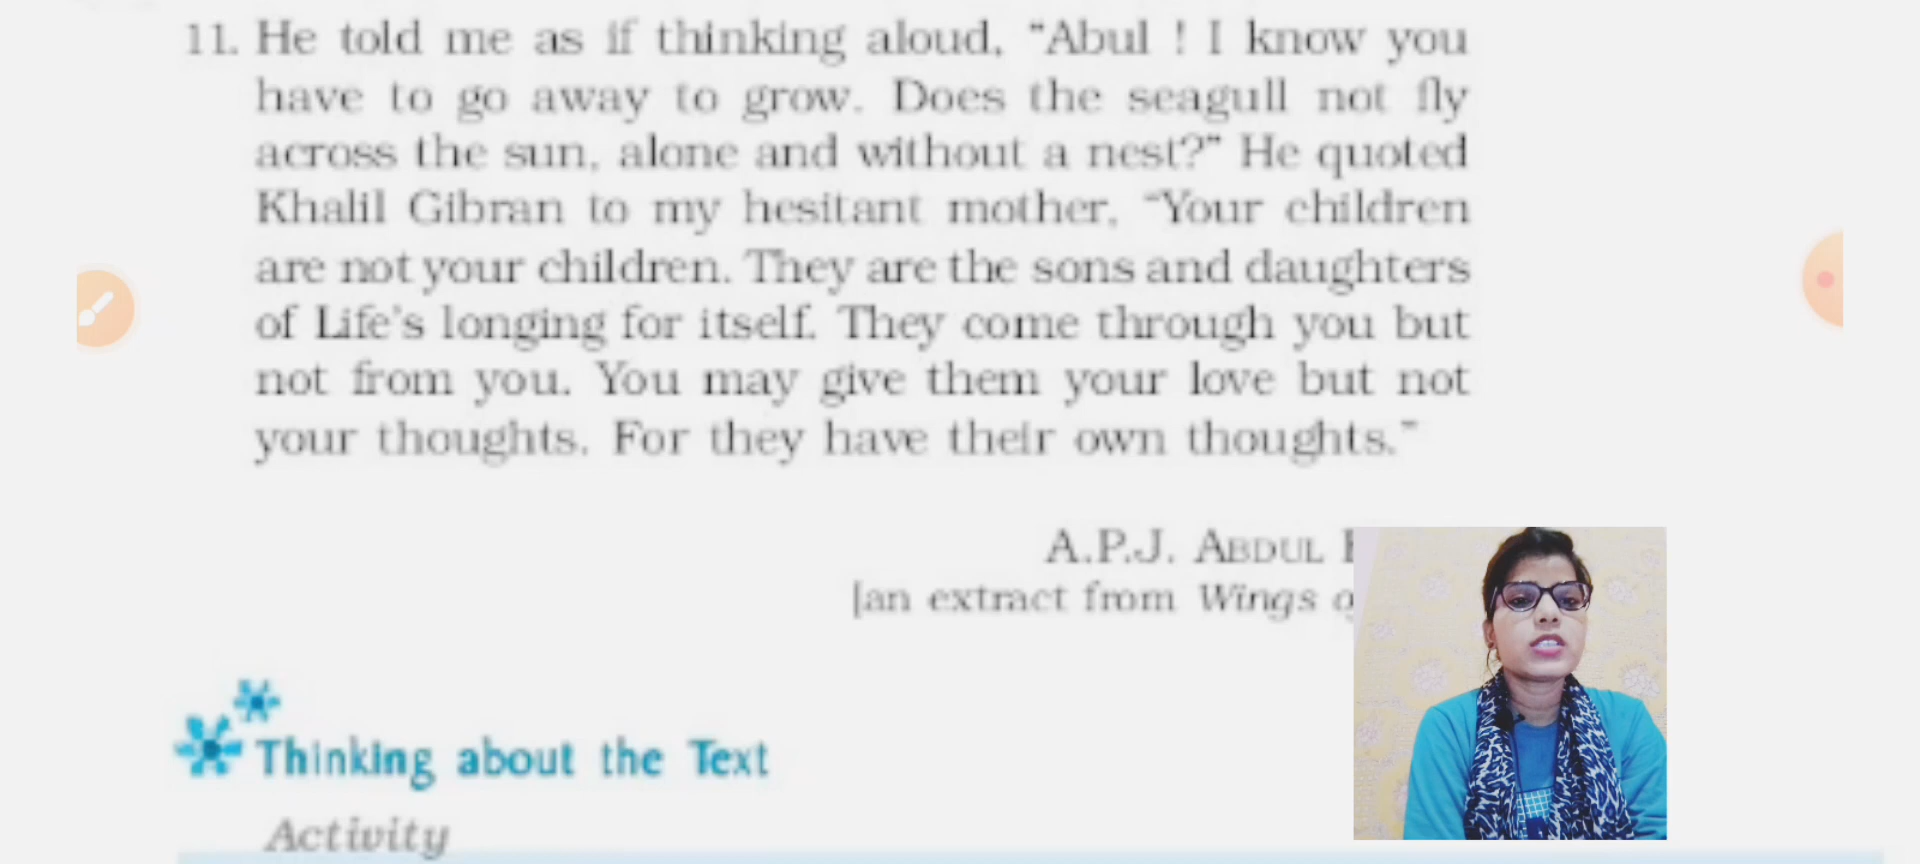 11. He told me as if thinking aloud, “Abul ! I know you
have to go away to grow. Does the seagull not fly
across the sun, alone and without a nest?” He quoted
Khalil Gibran to my hesitant mother, “Your children
are not your children. They are the sons and daughters
of Life’s longing for itself. They come through you but
not from you. You may give them your love but not
your thoughts. For they have their own thoughts.”
A.P.J. ABDUL
[an extract from Wings
Thinking about the Text
Activity